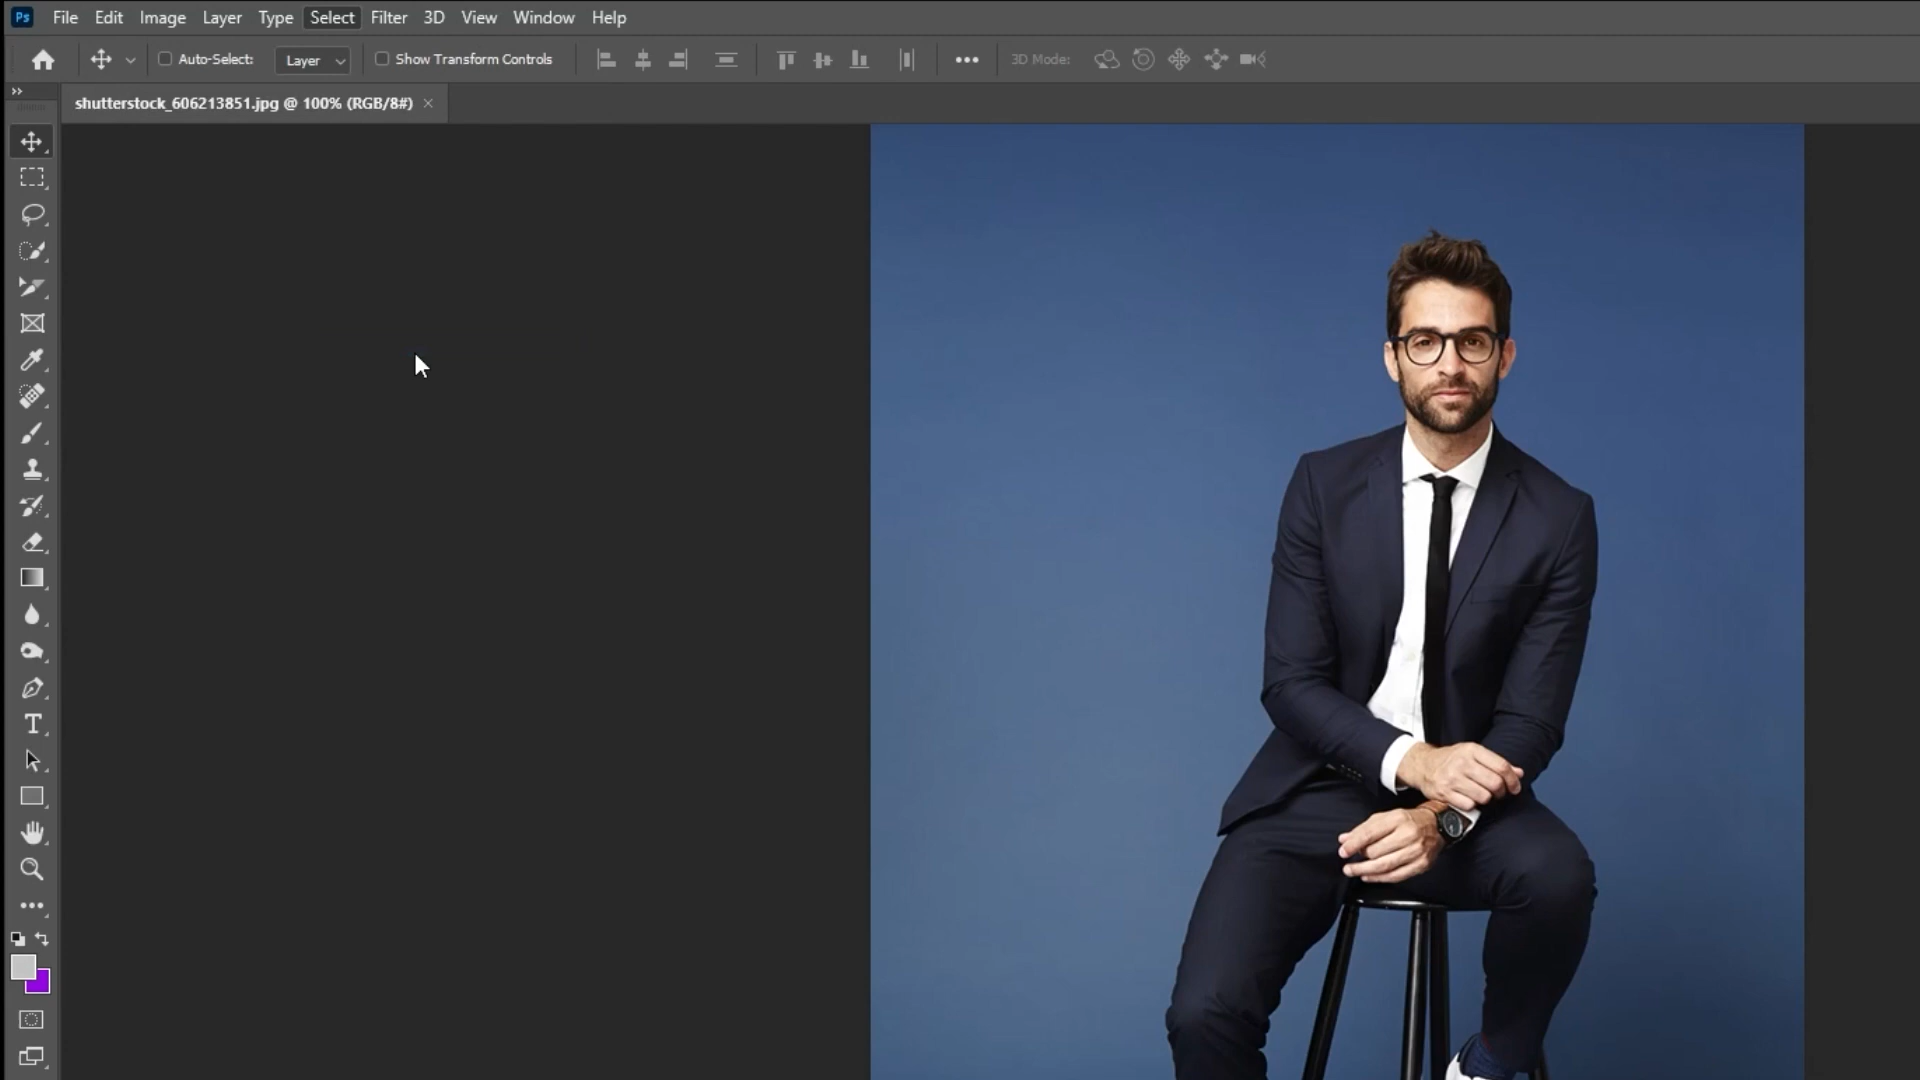 Ps File Edit Image Layer Type Select Filter 3D View Window Help
Auto-Select: Layer Show Transform Controls 3D Mode:
shutterstock_606213851.jpg @ 100% (RGB/8#) ×
T